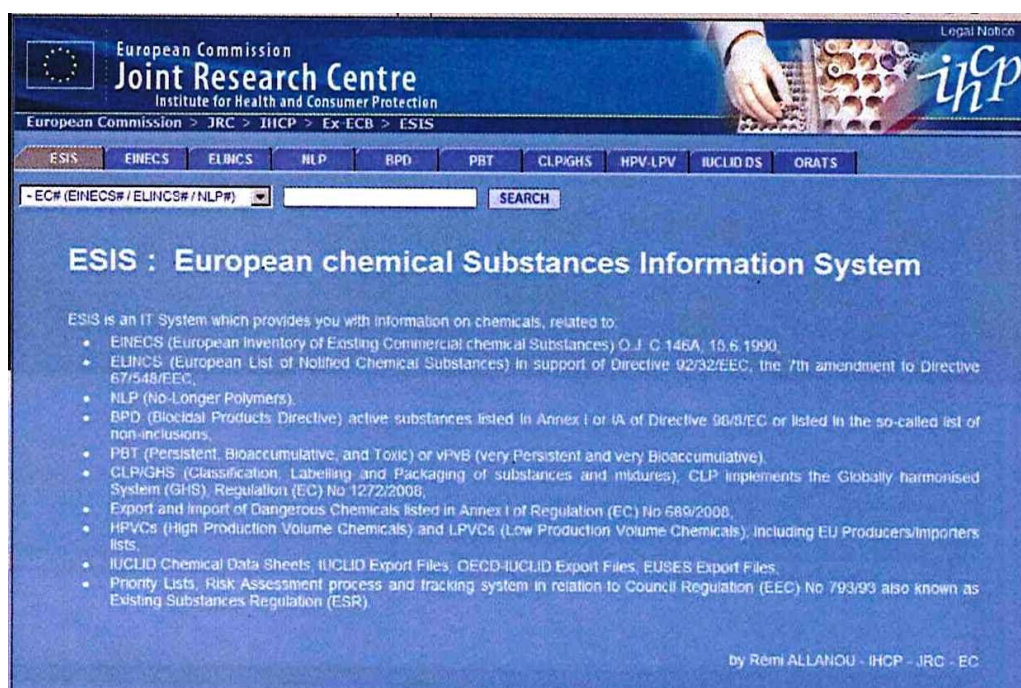 Legal Notice
European Commission
Joint Research Centre
Institute for Health and Consumer Protection
ihcp
European Commission > JRC > IHCP > Ex-ECB > ESIS
ESIS EINECS ELINCS NLP BPD PBT CLP/GHS HPV-LPV IUCLID DS ORATS
- EC# (EINECS# / ELINCS# / NLP#) SEARCH
ESIS : European chemical Substances Information System
ESIS is an IT System which provides you with information on chemicals, related to:
• EINECS (European Inventory of Existing Commercial chemical Substances) O.J. C 146A, 15.6.1990,
• ELINCS (European List of Notified Chemical Substances) in support of Directive 92/32/EEC, the 7th amendment to Directive
67/548/EEC,
• NLP (No-Longer Polymers),
• BPD (Biocidal Products Directive) active substances listed in Annex I or IA of Directive 98/8/EC or listed in the so-called list of
non-inclusions,
• PBT (Persistent, Bioaccumulative, and Toxic) or vPvB (very Persistent and very Bioaccumulative),
• CLP/GHS (Classification, Labelling and Packaging of substances and mixtures), CLP implements the Globally harmonised
System (GHS), Regulation (EC) No 1272/2008,
• Export and Import of Dangerous Chemicals listed in Annex I of Regulation (EC) No 689/2008,
• HPVCs (High Production Volume Chemicals) and LPVCs (Low Production Volume Chemicals), including EU Producers/Importers
lists,
• IUCLID Chemical Data Sheets, IUCLID Export Files, OECD-IUCLID Export Files, EUSES Export Files,
• Priority Lists, Risk Assessment process and tracking system in relation to Council Regulation (EEC) No 793/93 also known as
Existing Substances Regulation (ESR).
by Rémi ALLANOU - IHCP - JRC - EC